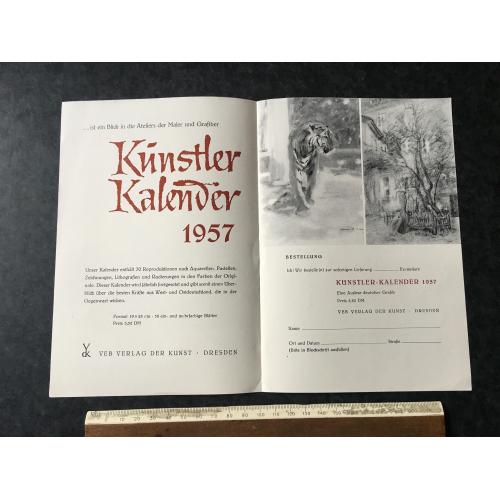 ... ist ein Blick in die Ateliers der Maler und Grafiker
Künstler
Kalender
1957
Unser Kalender enthält 30 Reproduktionen nach Aquarellen, Pastellen,
Zeichnungen, Lithografien und Radierungen in den Farben der Origi-
nale. Dieser Kalender wird jährlich fortgesetzt und gibt somit einen Über-
blick über die besten Kräfte aus West- und Ostdeutschland, die in der
Gegenwart wirken.
Format
Preis 5,50 DM
VEB VERLAG DER KUNST · DRESDEN
BESTELLUNG
Ich / Wir bestelle(n) zur sofortigen Lieferung Exemplare
KÜNSTLER-KALENDER 1957
Eine Auslese deutscher Grafik
Preis 5,50 DM
VEB VERLAG DER KUNST · DRESDEN
Name
Ort und Datum Straße
(Bitte in Blockschrift ausfüllen)